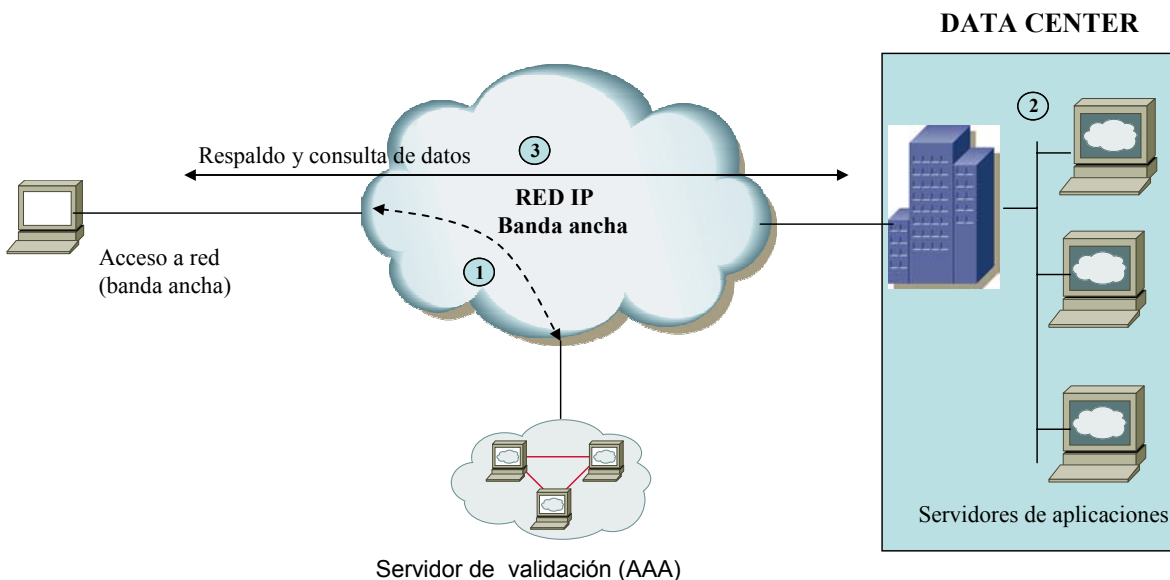 DATA CENTER
2
Respaldo y consulta de datos
3
RED IP
Banda ancha
Acceso a red
(banda ancha)
1
Servidores de aplicaciones
Servidor de validación (AAA)